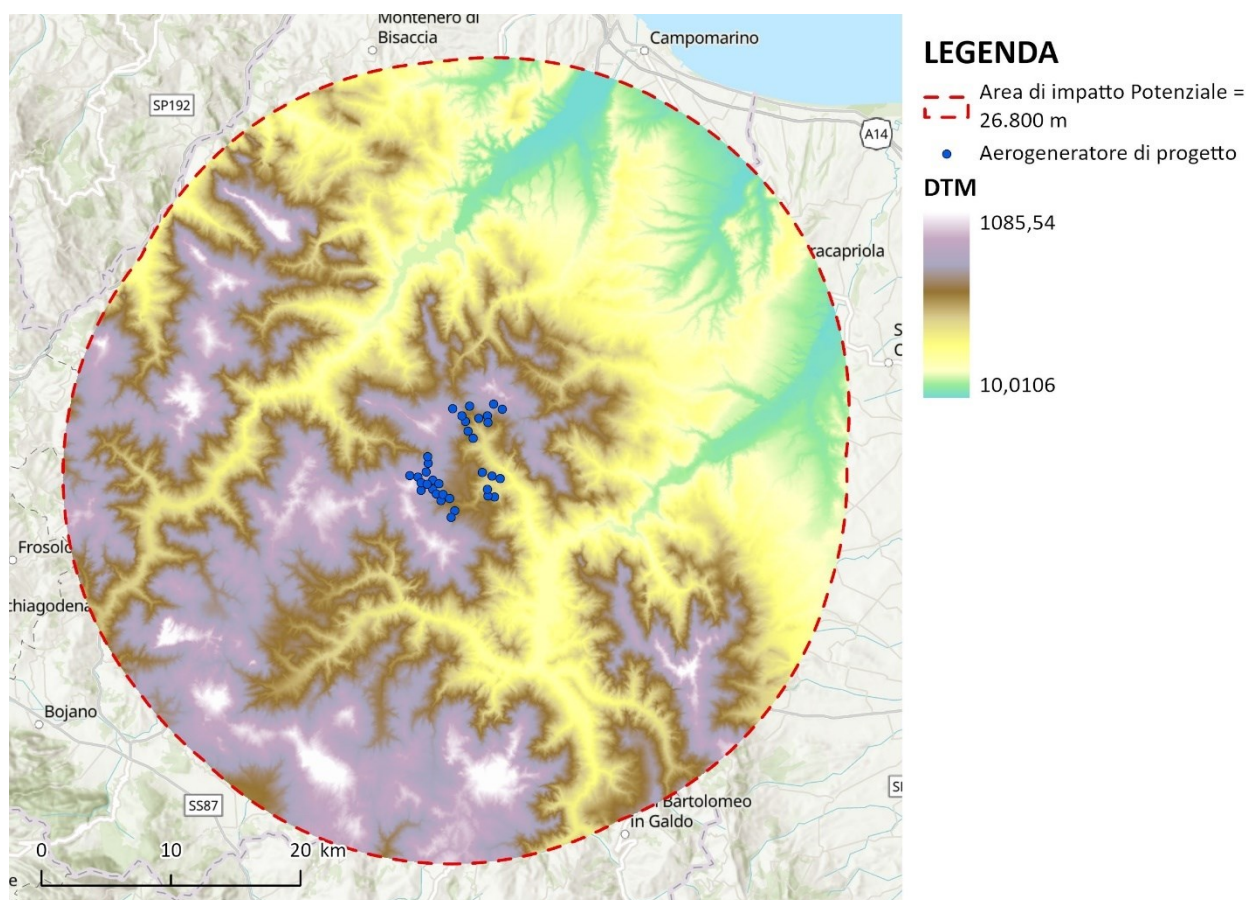 Montenero di
Bisaccia
Campomarino
SP192
A14
racapriola
S
C
Frosolo
chiagodena
Bojano
SS87
l Bartolomeo
in Galdo
0 10 20 km
e
LEGENDA
Area di impatto Potenziale =
26.800 m
Aerogeneratore di progetto
DTM
1085,54
10,0106